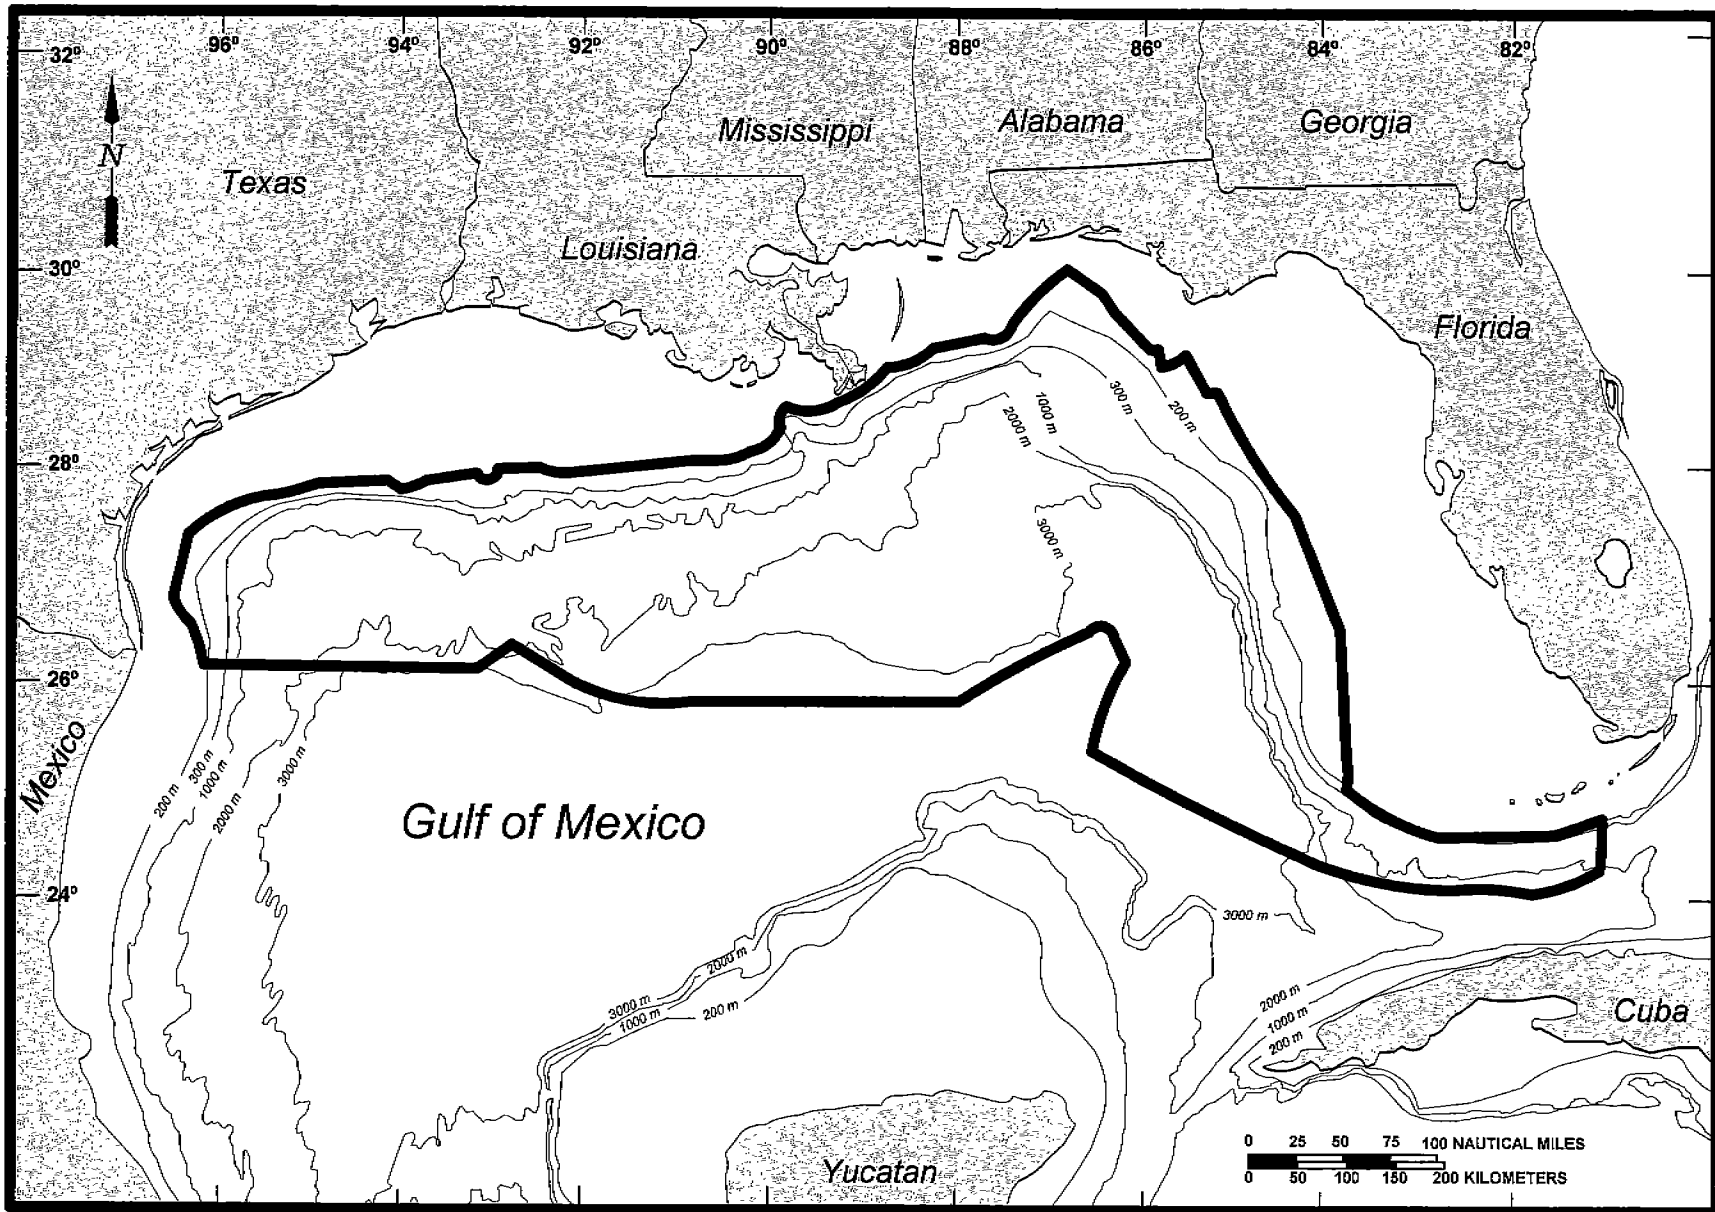 96° 94° 92° 90° 88° 86° 84° 82°
32°
N
Mississippi
Alabama
Georgia
Texas
Louisiana
30°
Florida
300 m
200 m
1000 m
2000 m
28°
3000 m
26°
Mexico
200 m
300 m
1000 m
2000 m
3000 m
Gulf of Mexico
24°
3000 m
2000 m
3000 m
1000 m
200 m
2000 m
1000 m
200 m
Cuba
Yucatan
0 25 50 75 100 NAUTICAL MILES
0 50 100 150 200 KILOMETERS